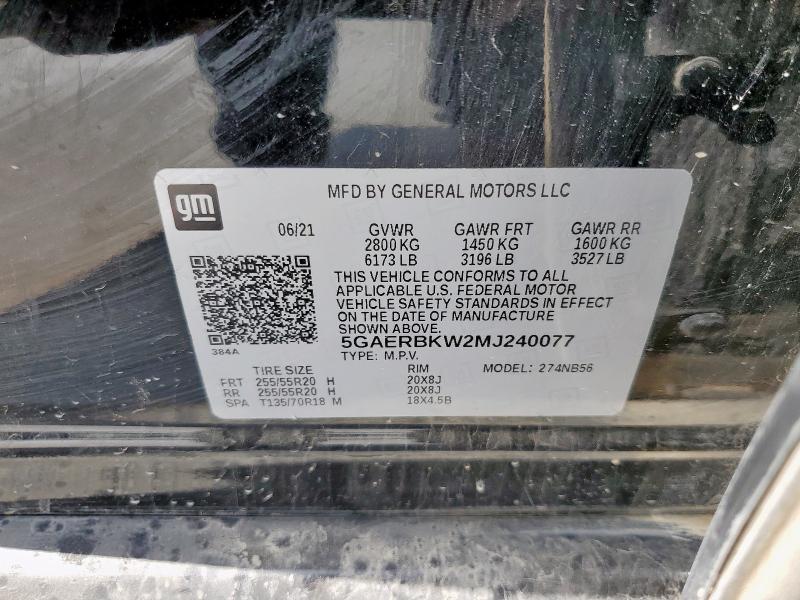 gm
MFD BY GENERAL MOTORS LLC
06/21 GVWR GAWR FRT GAWR RR
2800 KG 1450 KG 1600 KG
6173 LB 3196 LB 3527 LB
THIS VEHICLE CONFORMS TO ALL
APPLICABLE U.S. FEDERAL MOTOR
VEHICLE SAFETY STANDARDS IN EFFECT
ON THE DATE OF MANUFACTURE
SHOWN ABOVE.
384A
5GAERBKW2MJ240077
TYPE: M.P.V. MODEL: 274NB56
TIRE SIZE RIM
FRT 255/55R20 H 20X8J
RR 255/55R20 H 20X8J
SPA T135/70R18 M 18X4.5B